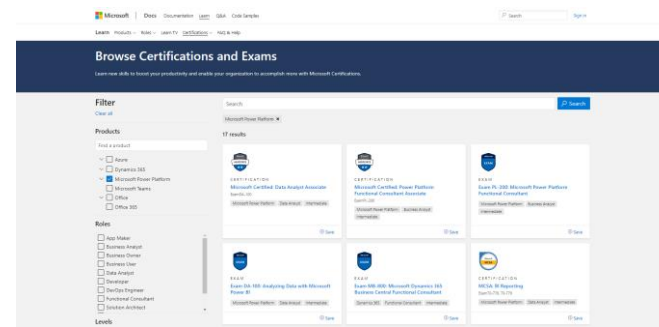 Microsoft | Docs Documentation Learn Q&A Code Samples Search Sign in
Learn Products Roles Learn TV Certifications FAQ & Help
Browse Certifications and Exams
Learn new skills to boost your productivity and enable your organization to accomplish more with Microsoft Certifications.
Filter
Clear all
Products
Find a product
Azure
Dynamics 365
Microsoft Power Platform
Microsoft Teams
Office
Office 365
Roles
App Maker
Business Analyst
Business Owner
Business User
Data Analyst
Developer
DevOps Engineer
Functional Consultant
Solution Architect
Levels
Search Search
Microsoft Power Platform
17 results
CERTIFICATION
Microsoft Certified: Data Analyst Associate
Microsoft Power Platform Data Analyst Intermediate
Save
CERTIFICATION
Microsoft Certified: Power Platform
Functional Consultant Associate
Microsoft Power Platform Business Analyst
Intermediate
Save
EXAM
Exam PL-200: Microsoft Power Platform
Functional Consultant
Microsoft Power Platform Business Analyst
Intermediate
Save
EXAM
Exam DA-100: Analyzing Data with Microsoft
Power BI
Microsoft Power Platform Data Analyst Intermediate
Save
EXAM
Exam MB-800: Microsoft Dynamics 365
Business Central Functional Consultant
Dynamics 365 Functional Consultant Intermediate
Save
CERTIFICATION
MCSA: BI Reporting
Microsoft Power Platform Data Analyst Intermediate
Save